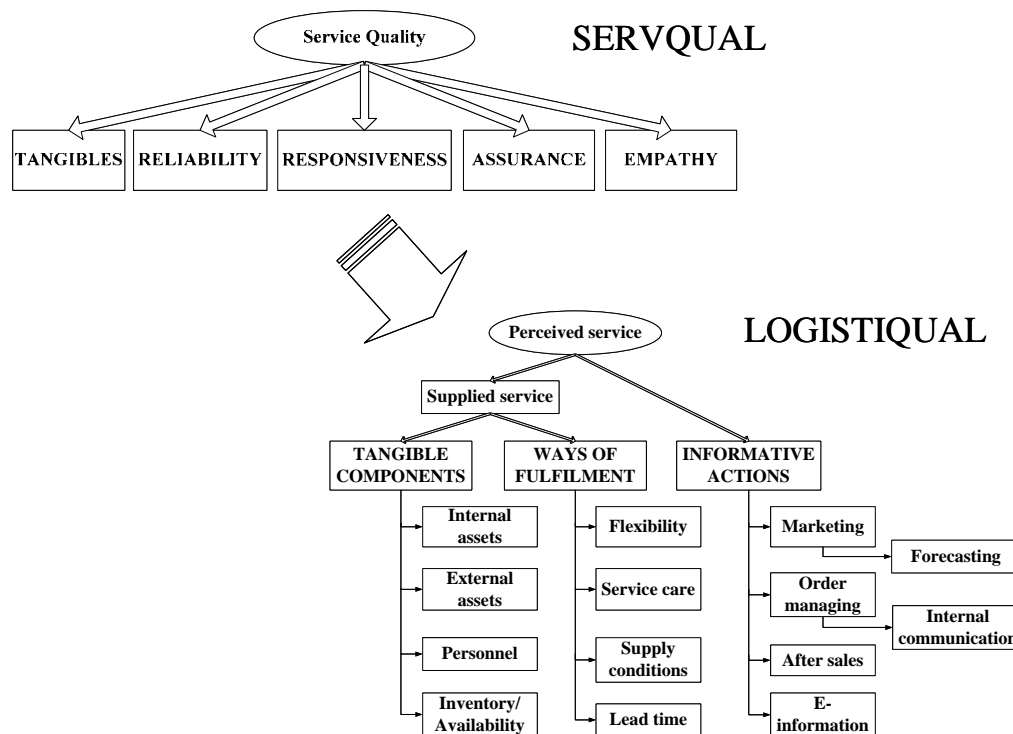 Service Quality
SERVQUAL
TANGIBLES
RELIABILITY
RESPONSIVENESS
ASSURANCE
EMPATHY
Perceived service
LOGISTIQUAL
Supplied service
TANGIBLE
COMPONENTS
WAYS OF
FULFILMENT
INFORMATIVE
ACTIONS
Internal
assets
External
assets
Personnel
Inventory/
Availability
Flexibility
Service care
Supply
conditions
Lead time
Marketing
Forecasting
Order
managing
Internal
communication
After sales
E-
information